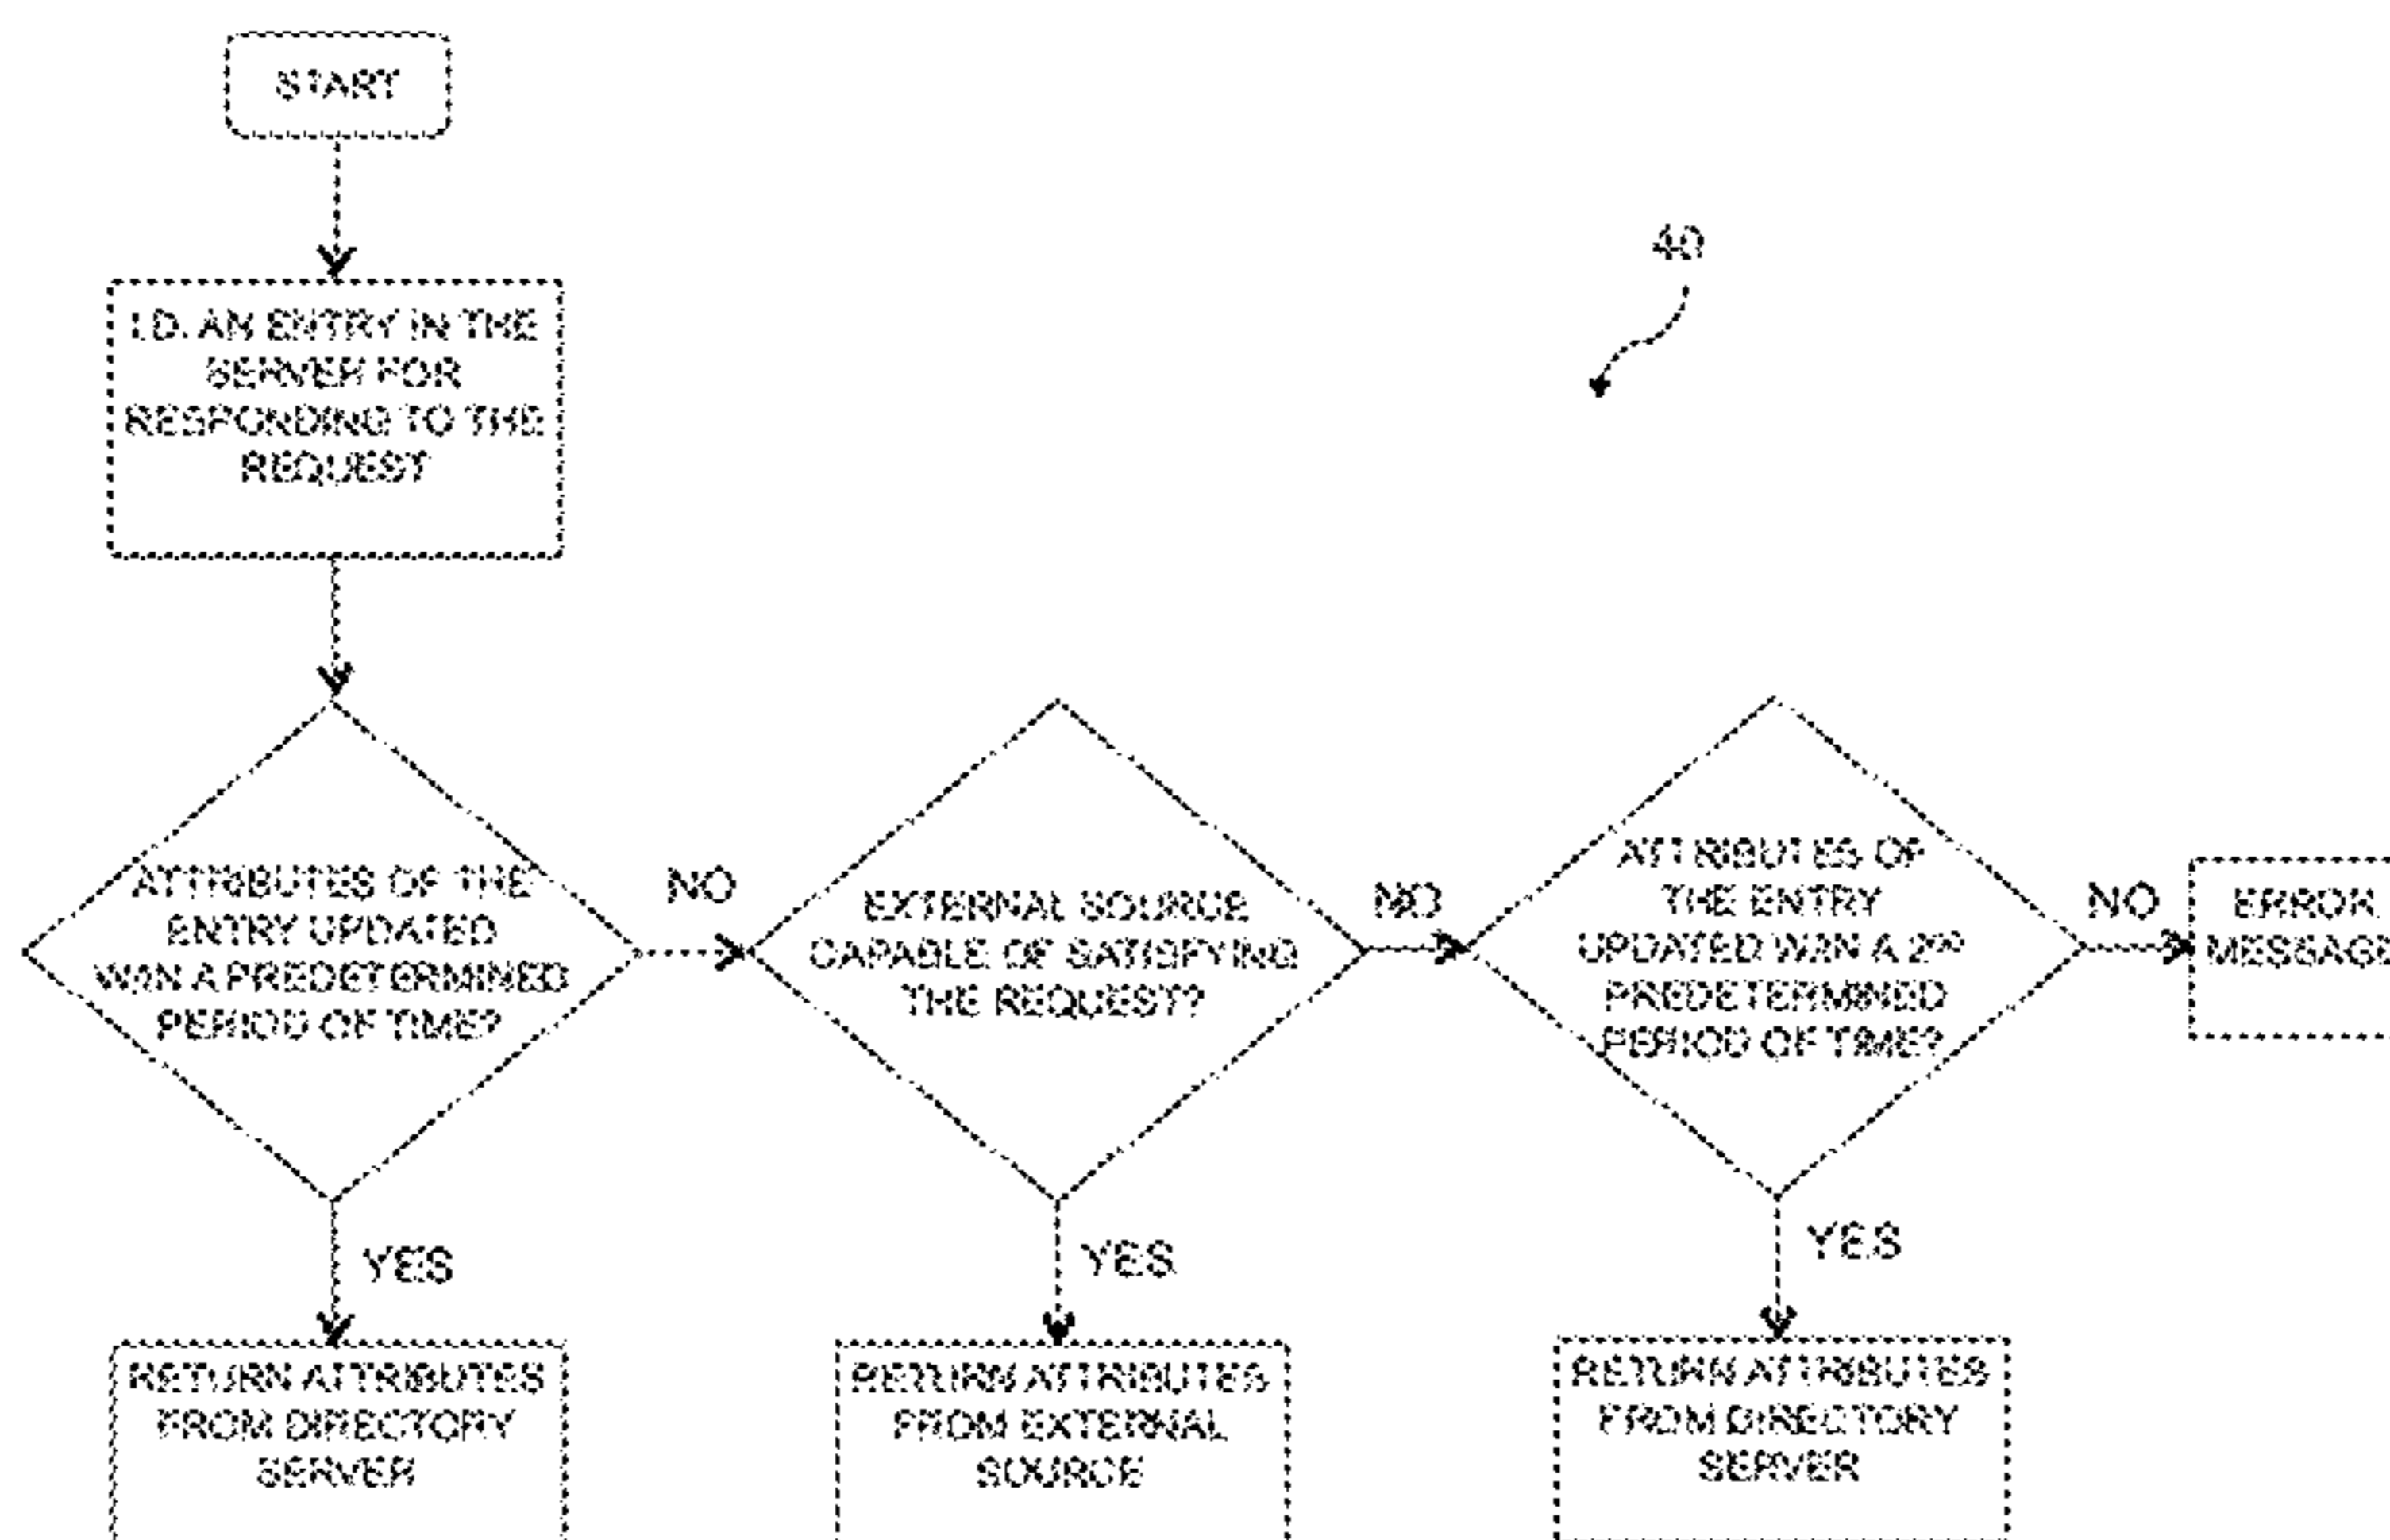 START
40
I.D. AN ENTRY IN THE
SERVER FOR
RESPONDING TO THE
REQUEST
ATTRIBUTES OF THE
ENTRY UPDATED
W/IN A PREDETERMINED
PERIOD OF TIME?
NO
EXTERNAL SOURCE
CAPABLE OF SATISFYING
THE REQUEST?
NO
ATTRIBUTES OF
THE ENTRY
UPDATED W/IN A 2ND
PREDETERMINED
PERIOD OF TIME?
NO
ERROR
MESSAGE
YES
YES
YES
RETURN ATTRIBUTES
FROM DIRECTORY
SERVER
RETURN ATTRIBUTES
FROM EXTERNAL
SOURCE
RETURN ATTRIBUTES
FROM DIRECTORY
SERVER